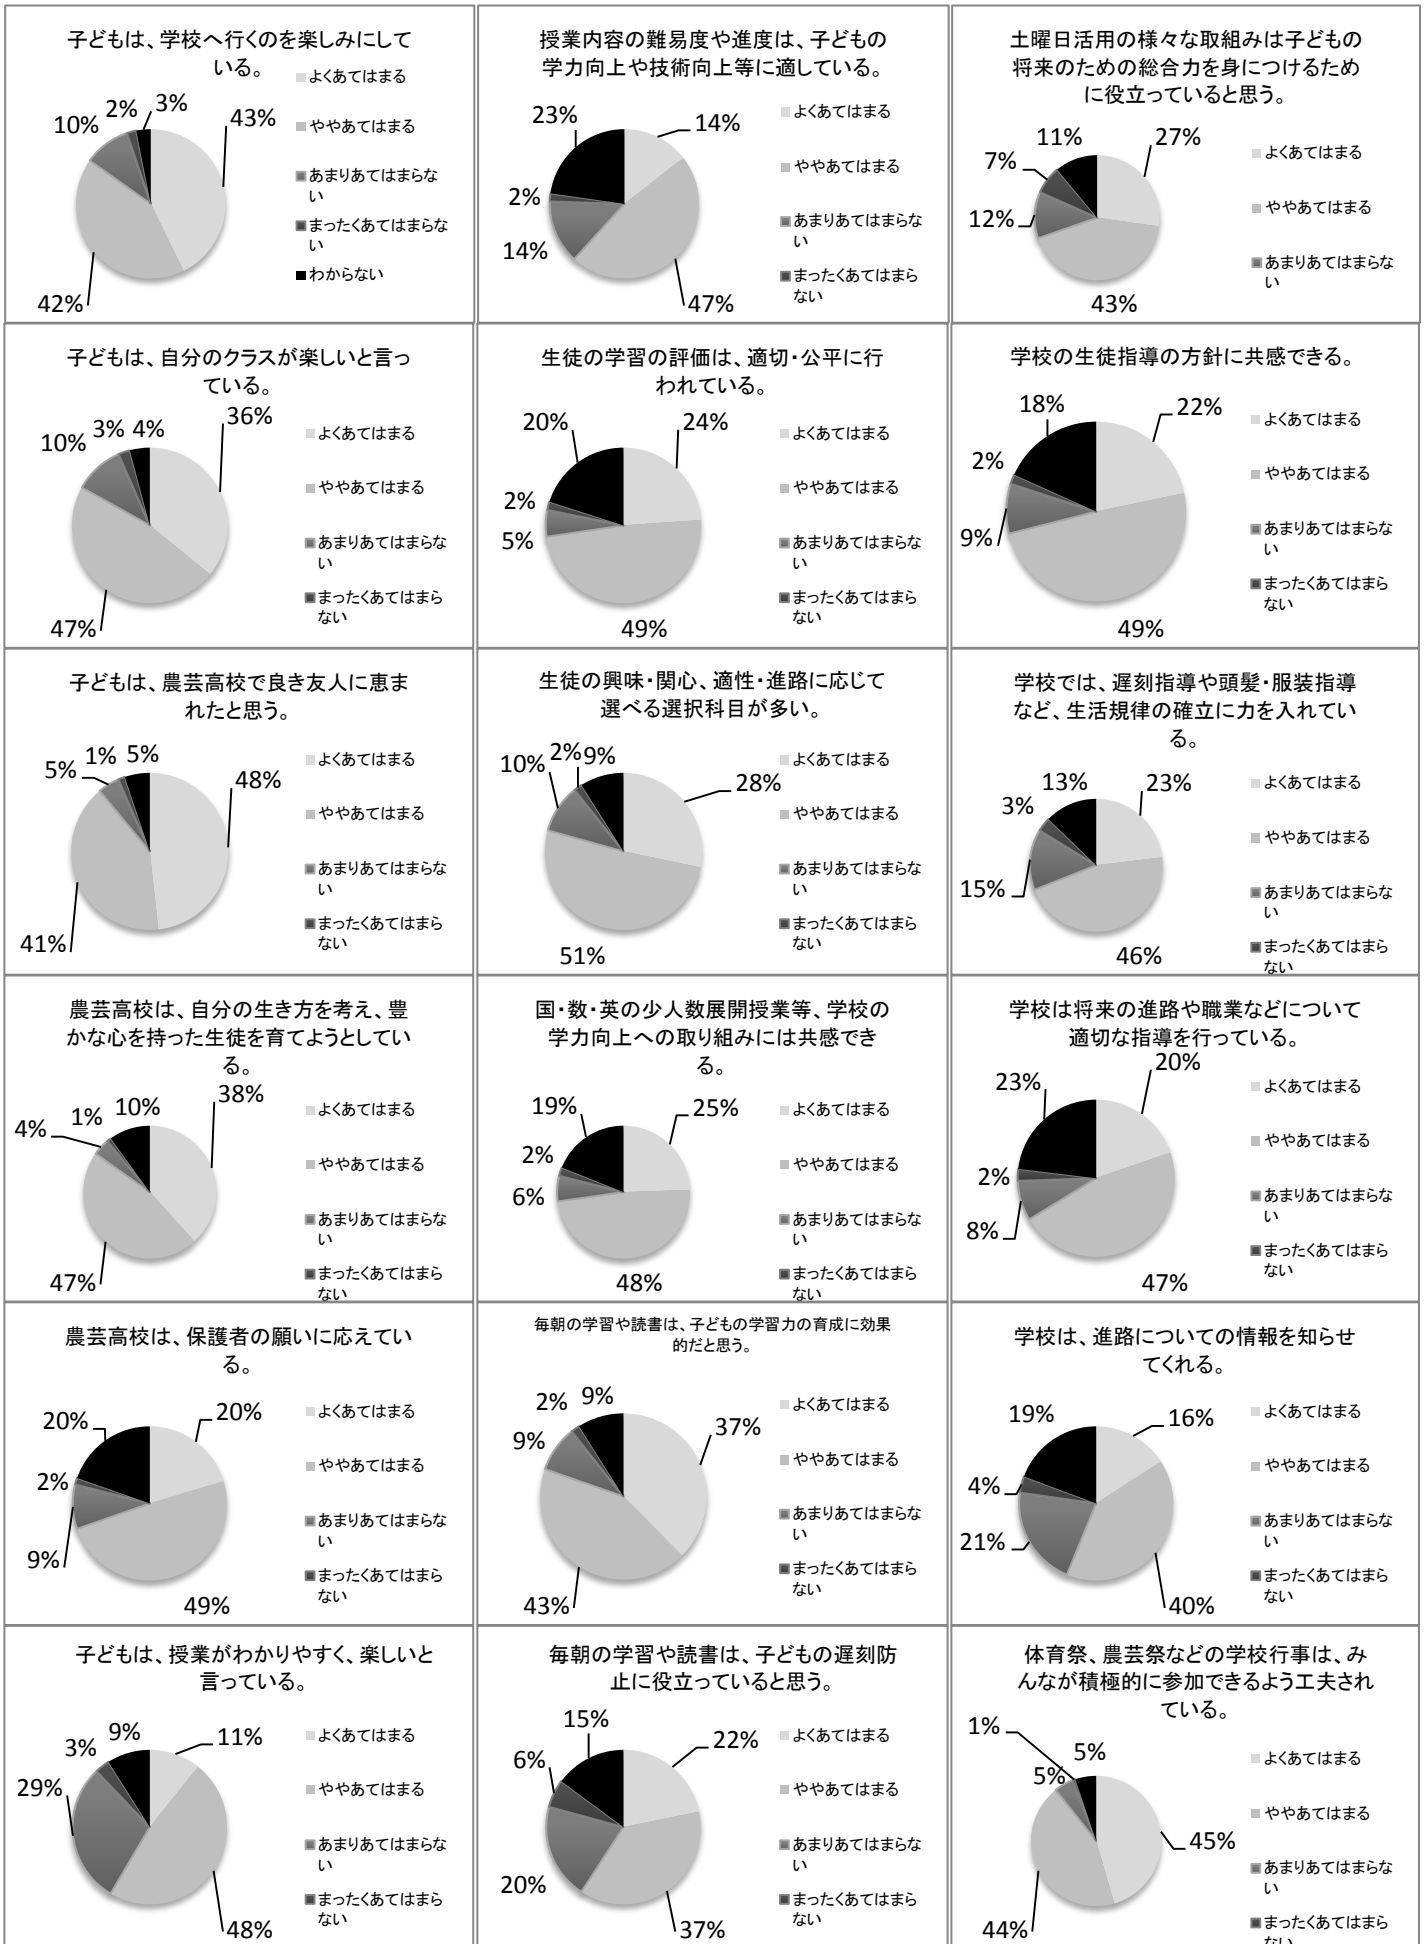 子どもは、学校へ行くのを楽しみにして
いる。
よくあてはまる
ややあてはまる
あまりあてはまらな
い
まったくあてはまらな
い
わからない
43%
42%
10%
2%
3%
授業内容の難易度や進度は、子どもの
学力向上や技術向上等に適している。
よくあてはまる
ややあてはまる
あまりあてはまらな
い
まったくあてはまら
ない
14%
47%
14%
2%
23%
土曜日活用の様々な取組みは子どもの
将来のための総合力を身につけるため
に役立っていると思う。
よくあてはまる
ややあてはまる
あまりあてはまらな
い
27%
43%
12%
7%
11%
子どもは、自分のクラスが楽しいと言っ
ている。
よくあてはまる
ややあてはまる
あまりあてはまらな
い
まったくあてはまら
ない
36%
47%
10%
3%
4%
生徒の学習の評価は、適切・公平に行
われている。
よくあてはまる
ややあてはまる
あまりあてはまらな
い
まったくあてはまら
ない
24%
49%
5%
2%
20%
学校の生徒指導の方針に共感できる。
よくあてはまる
ややあてはまる
あまりあてはまらな
い
まったくあてはまら
ない
22%
49%
9%
2%
18%
子どもは、農芸高校で良き友人に恵ま
れたと思う。
よくあてはまる
ややあてはまる
あまりあてはまらな
い
まったくあてはまら
ない
48%
41%
5%
1%
5%
生徒の興味・関心、適性・進路に応じて
選べる選択科目が多い。
よくあてはまる
ややあてはまる
あまりあてはまらな
い
まったくあてはまら
ない
28%
51%
10%
2%
9%
学校では、遅刻指導や頭髪・服装指導
など、生活規律の確立に力を入れてい
る。
よくあてはまる
ややあてはまる
あまりあてはまらな
い
まったくあてはまら
ない
23%
46%
15%
3%
13%
農芸高校は、自分の生き方を考え、豊
かな心を持った生徒を育てようとしてい
る。
よくあてはまる
ややあてはまる
あまりあてはまらな
い
まったくあてはまら
ない
38%
47%
4%
1%
10%
国・数・英の少人数展開授業等、学校の
学力向上への取り組みには共感でき
る。
よくあてはまる
ややあてはまる
あまりあてはまらな
い
まったくあてはまら
ない
25%
48%
6%
2%
19%
学校は将来の進路や職業などについて
適切な指導を行っている。
よくあてはまる
ややあてはまる
あまりあてはまらな
い
まったくあてはまら
ない
20%
47%
8%
2%
23%
農芸高校は、保護者の願いに応えてい
る。
よくあてはまる
ややあてはまる
あまりあてはまらな
い
まったくあてはまら
ない
20%
49%
9%
2%
20%
毎朝の学習や読書は、子どもの学習力の育成に効果
的だと思う。
よくあてはまる
ややあてはまる
あまりあてはまらな
い
まったくあてはまら
ない
37%
43%
9%
2%
9%
学校は、進路についての情報を知らせ
てくれる。
よくあてはまる
ややあてはまる
あまりあてはまらな
い
まったくあてはまら
ない
16%
40%
21%
4%
19%
子どもは、授業がわかりやすく、楽しいと
言っている。
よくあてはまる
ややあてはまる
あまりあてはまらな
い
まったくあてはまら
ない
11%
48%
29%
3%
9%
毎朝の学習や読書は、子どもの遅刻防
止に役立っていると思う。
よくあてはまる
ややあてはまる
あまりあてはまらな
い
まったくあてはまら
ない
22%
37%
20%
6%
15%
体育祭、農芸祭などの学校行事は、み
んなが積極的に参加できるよう工夫され
ている。
よくあてはまる
ややあてはまる
あまりあてはまらな
い
まったくあてはまら
ない
45%
44%
5%
1%
5%